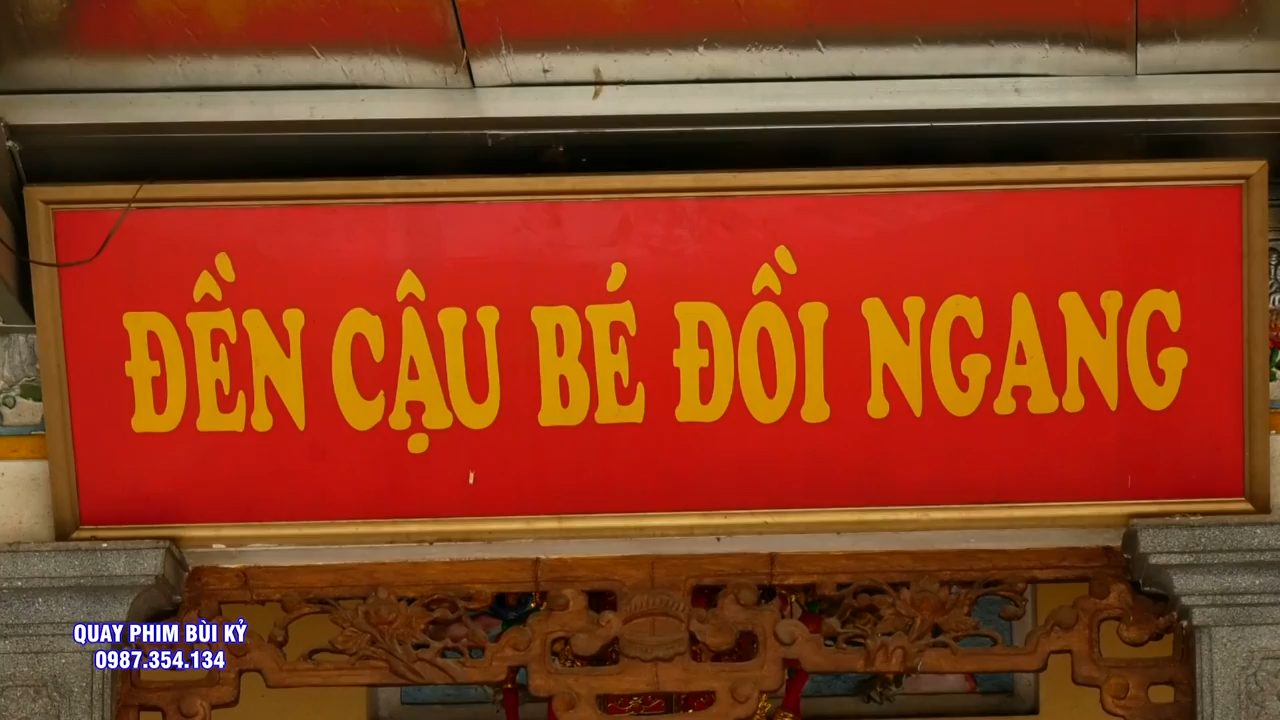 ĐỀN CẬU BÉ ĐỒI NGANG
QUAY PHIM BÙI KỶ
0987.354.134